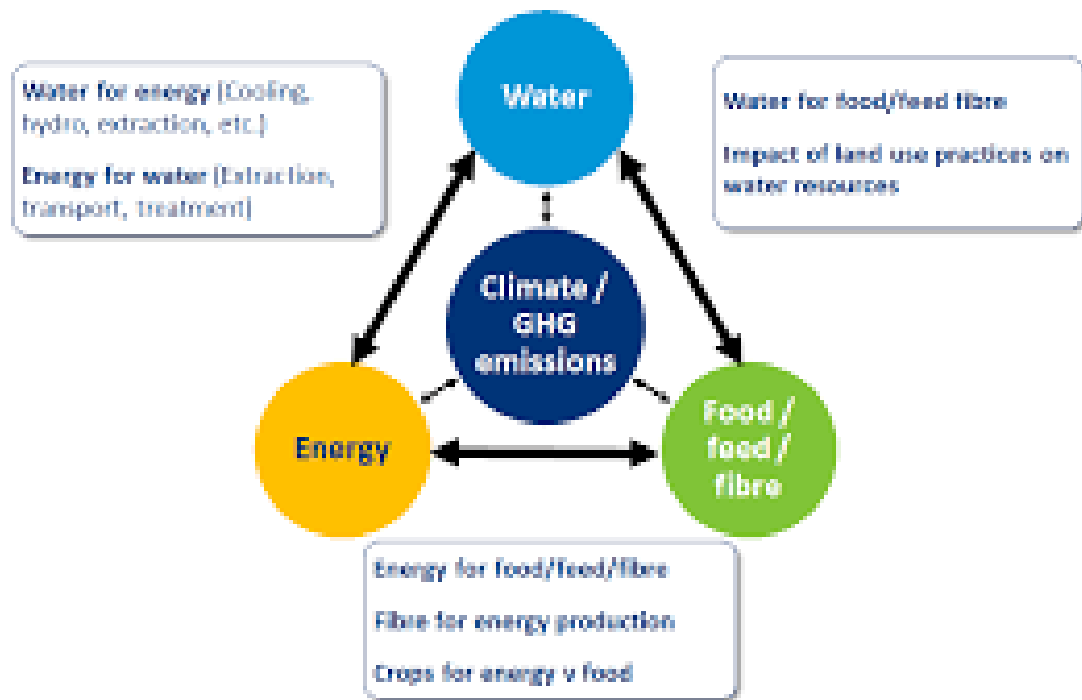 Water
Water for energy (Cooling,
hydro, extraction, etc.)
Energy for water (Extraction,
transport, treatment)
Water for food/feed fibre
Impact of land use practices on
water resources
Climate /
GHG
emissions
Energy
Food /
feed /
fibre
Energy for food/feed/fibre
Fibre for energy production
Crops for energy v food